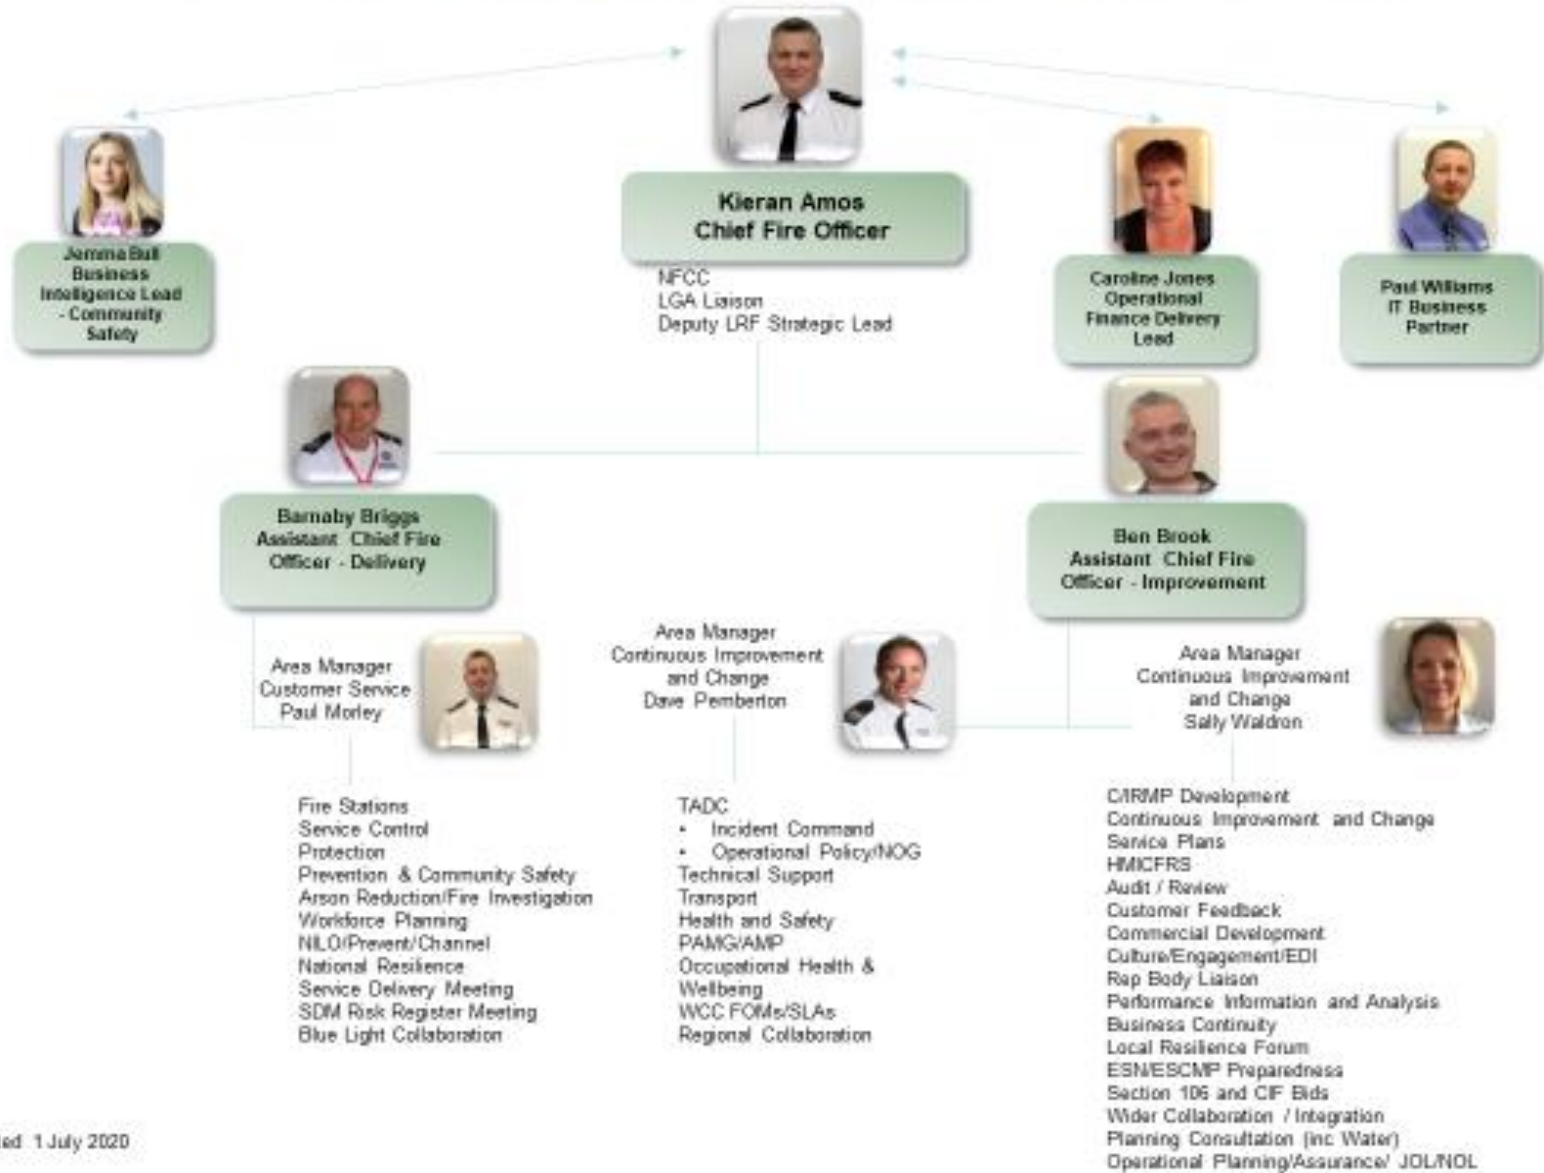 Kieran Amos
Chief Fire Officer
NFCC
LGA Liaison
Deputy LRF Strategic Lead
Jemma Bull
Business
Intelligence Lead
- Community
Safety
Caroline Jones
Operational
Finance Delivery
Lead
Paul Williams
IT Business
Partner
Barnaby Briggs
Assistant Chief Fire
Officer - Delivery
Ben Brook
Assistant Chief Fire
Officer - Improvement
Area Manager
Customer Service
Paul Morley
Area Manager
Continuous Improvement
and Change
Dave Pemberton
Area Manager
Continuous Improvement
and Change
Sally Waldron
Fire Stations
Service Control
Protection
Prevention & Community Safety
Arson Reduction/Fire Investigation
Workforce Planning
NILO/Prevent/Channel
National Resilience
Service Delivery Meeting
SDM Risk Register Meeting
Blue Light Collaboration
TADC
• Incident Command
• Operational Policy/NOG
Technical Support
Transport
Health and Safety
PAMG/AMP
Occupational Health &
Wellbeing
WCC FOMs/SLAs
Regional Collaboration
C/IRMP Development
Continuous Improvement and Change
Service Plans
HMICFRS
Audit / Review
Customer Feedback
Commercial Development
Culture/Engagement/EDI
Rep Body Liaison
Performance Information and Analysis
Business Continuity
Local Resilience Forum
ESN/ESCMP Preparedness
Section 106 and CIF Bids
Wider Collaboration / Integration
Planning Consultation (inc Water)
Operational Planning/Assurance/ JOL/NOL
1 July 2020